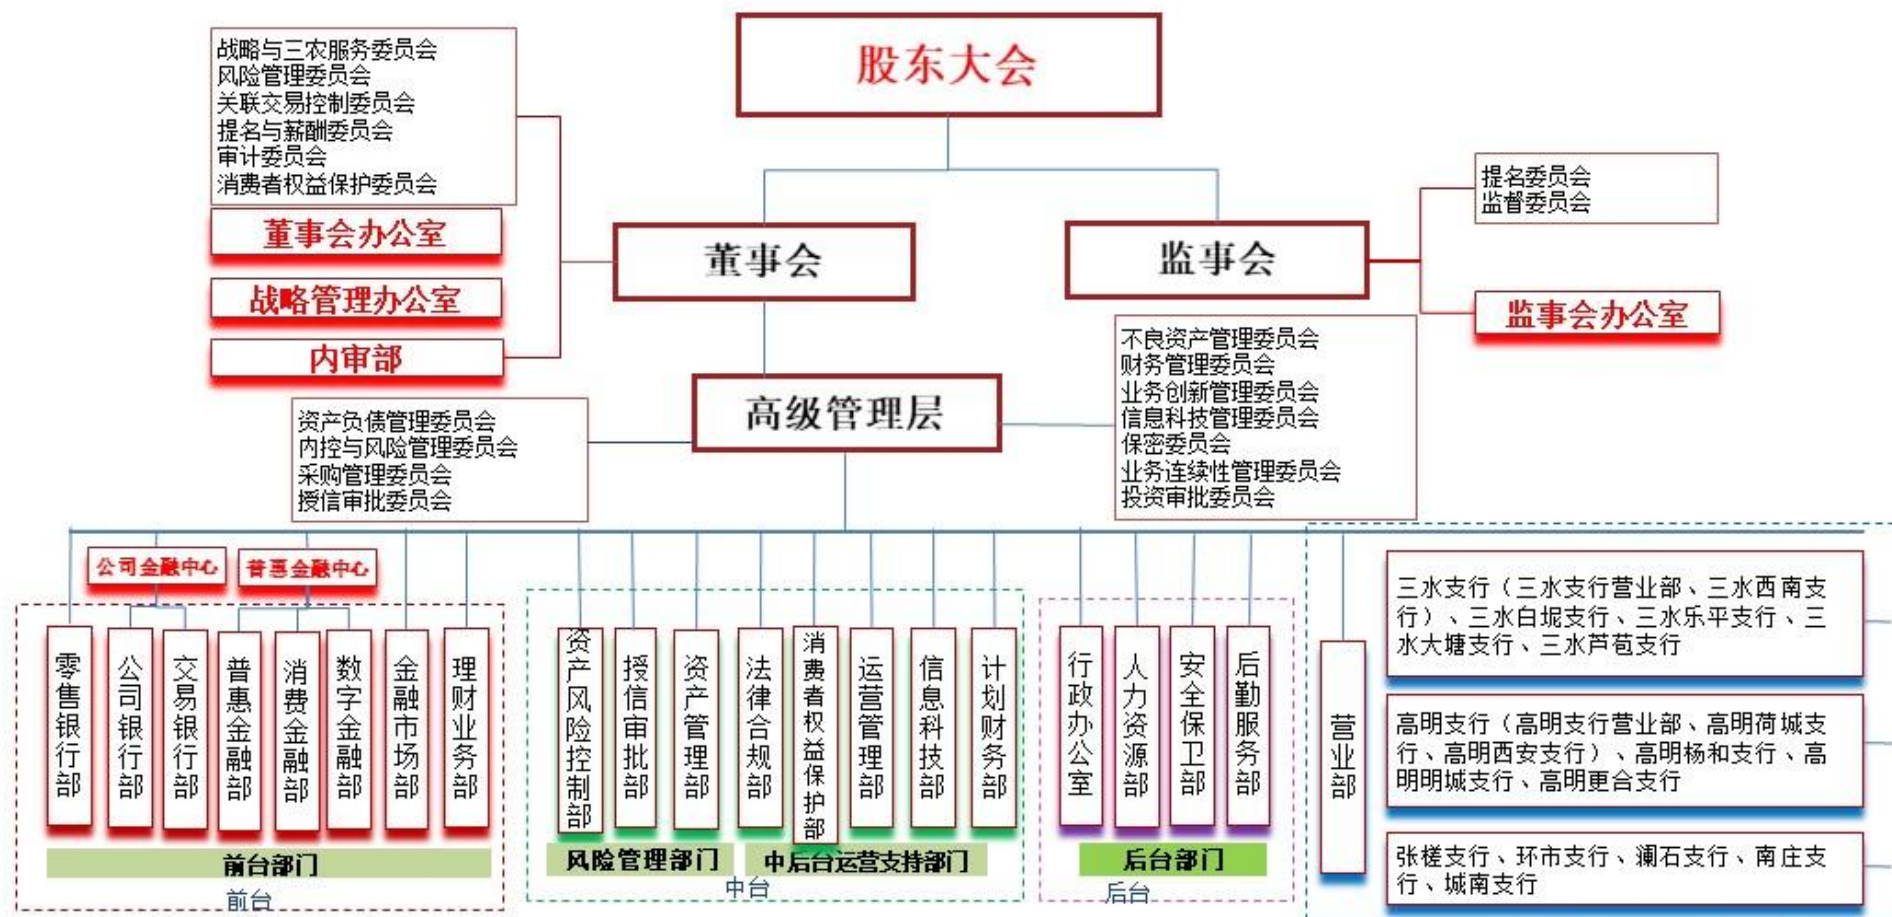 股东大会
战略与三农服务委员会
风险管理委员会
关联交易控制委员会
提名与薪酬委员会
审计委员会
消费者权益保护委员会
董事会办公室
战略管理办公室
内审部
董事会
监事会
提名委员会
监督委员会
监事会办公室
高级管理层
资产负债管理委员会
内控与风险管理委员会
采购管理委员会
授信审批委员会
不良资产管理委员会
财务管理委员会
业务创新管理委员会
信息科技管理委员会
保密委员会
业务连续性管理委员会
投资审批委员会
公司金融中心
普惠金融中心
零售银行部
公司银行部
交易银行部
普惠金融部
消费金融部
数字金融部
金融市场部
理财业务部
前台部门
前台
资产风险控制部
授信审批部
资产管理部
法律合规部
消费者权益保护部
运营管理部
信息科技部
计划财务部
风险管理部门
中后台运营支持部门
中台
行政办公室
人力资源部
安全保卫部
后勤服务部
后台部门
后台
营业部
三水支行（三水支行营业部、三水西南支
行）、三水白坭支行、三水乐平支行、三
水大塘支行、三水芦苞支行
高明支行（高明支行营业部、高明荷城支
行、高明西安支行）、高明杨和支行、高
明明城支行、高明更合支行
张槎支行、环市支行、澜石支行、南庄支
行、城南支行